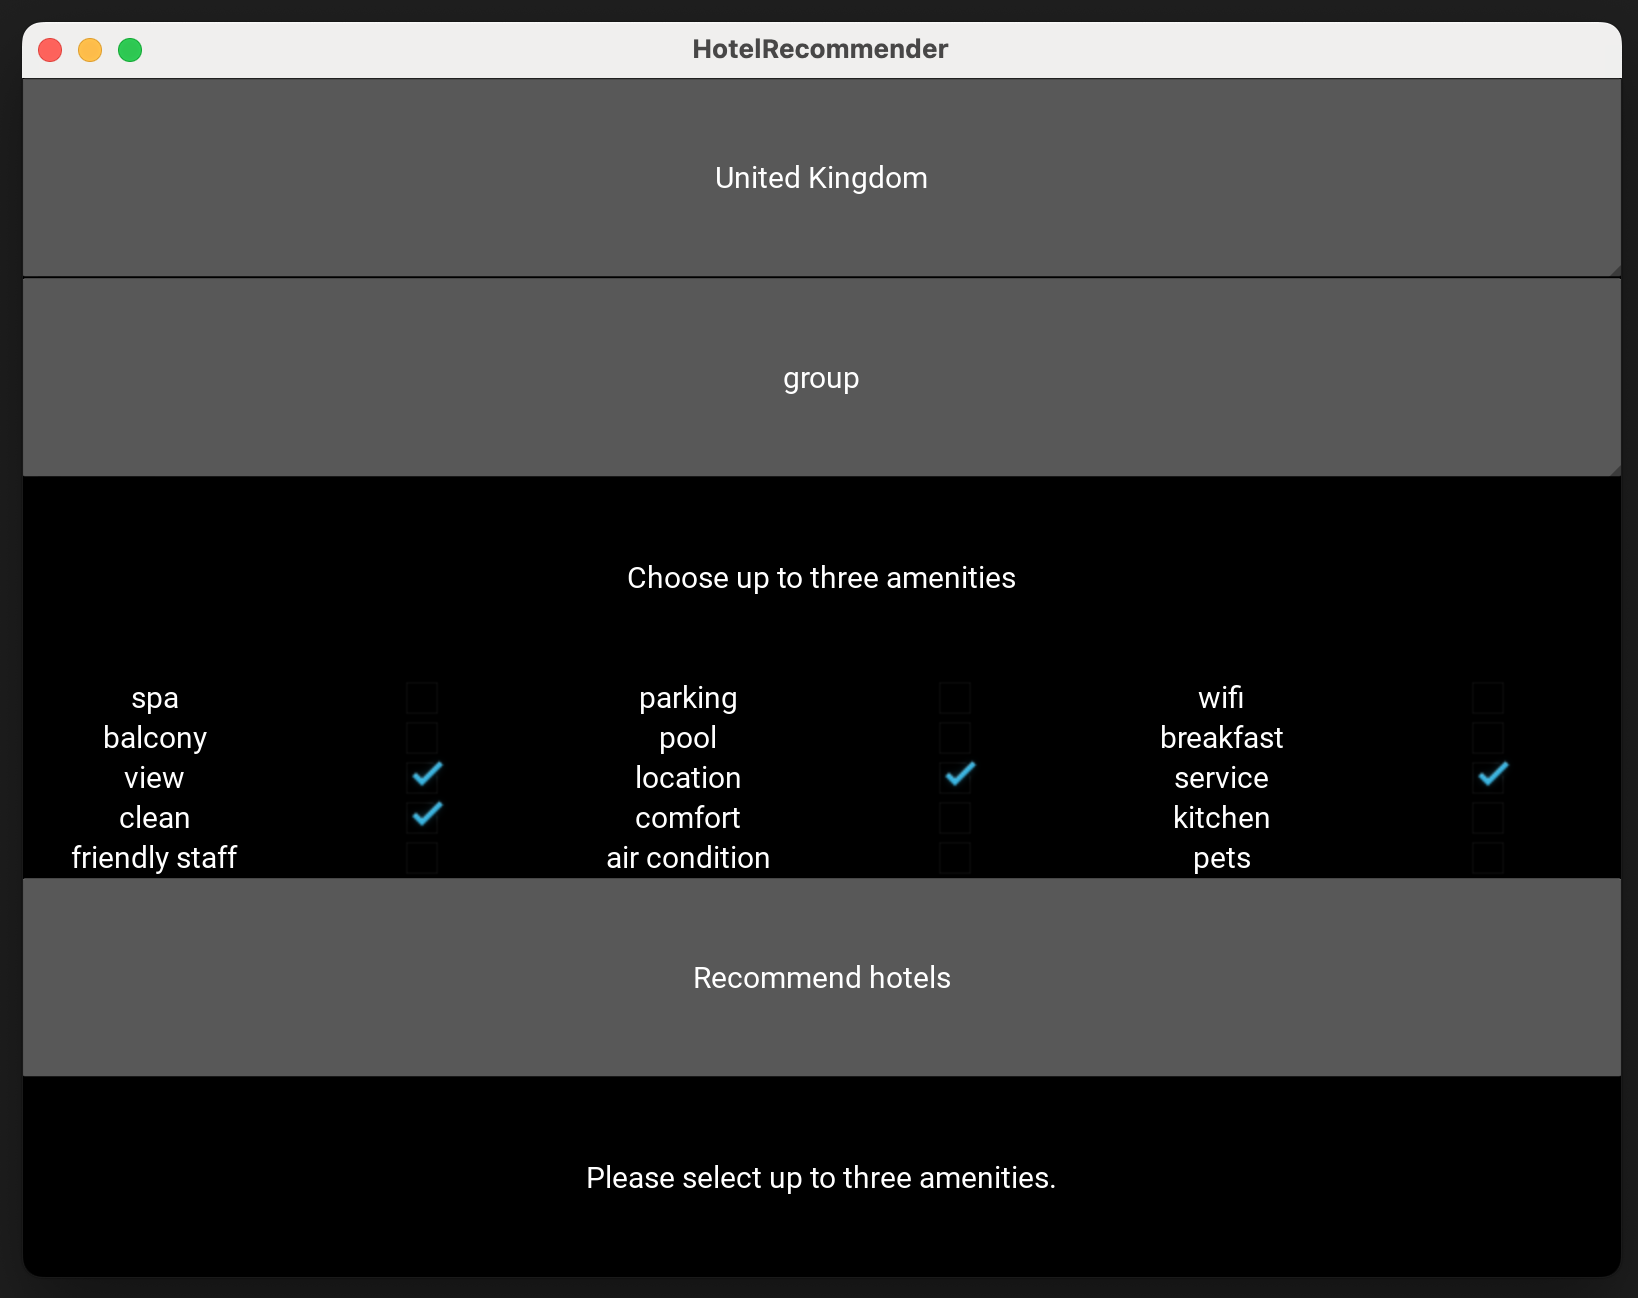 HotelRecommender
United Kingdom
group
Choose up to three amenities
spa parking wifi
balcony pool breakfast
view location service
clean comfort kitchen
friendly staff air condition pets
Recommend hotels
Please select up to three amenities.